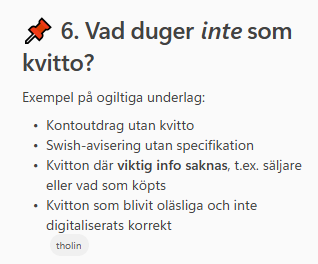 📌 6. Vad duger inte som
kvitto?
Exempel på ogiltiga underlag:
• Kontoutdrag utan kvitto
• Swish-avisering utan specifikation
• Kvitton där viktig info saknas, t.ex. säljare
eller vad som köpts
• Kvitton som blivit oläsliga och inte
digitaliserats korrekt
tholin